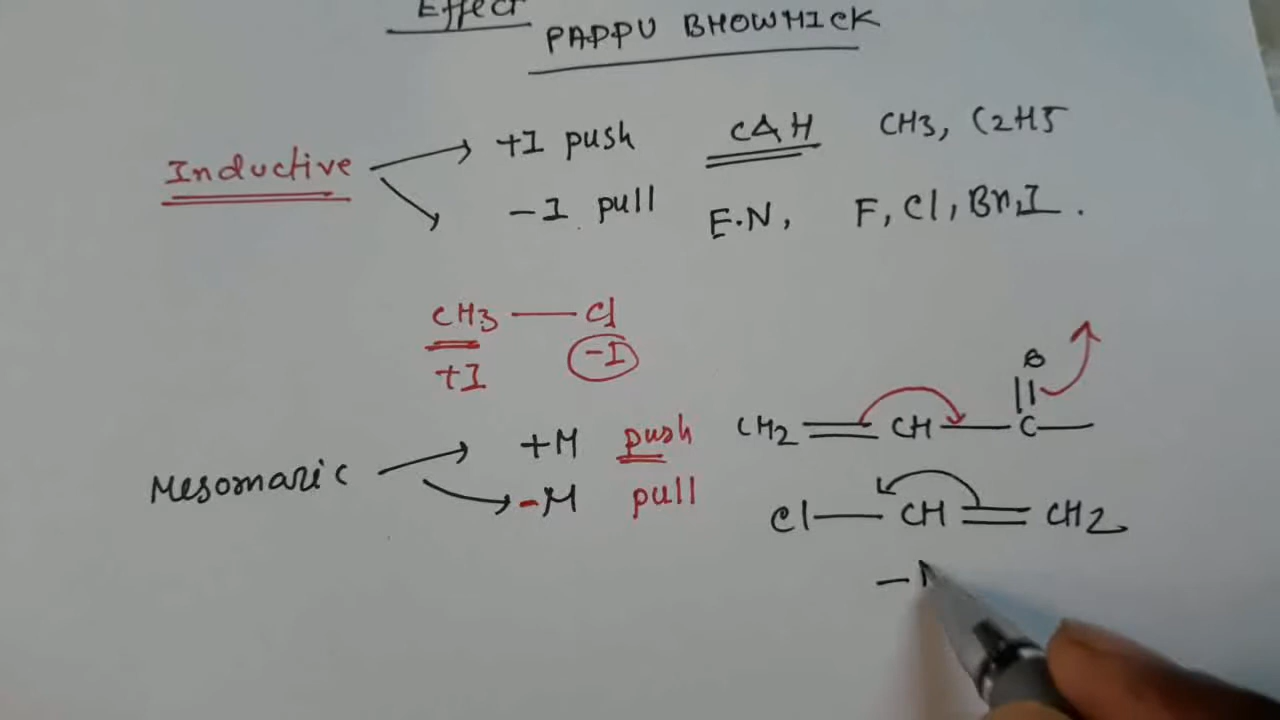 Effect
PAPPU BHOWMICK
Inductive
+I push CAH CH3, C2H5
-I pull E.N, F, Cl, Br, I.
CH3 — Cl
+I -I
O
CH2 = CH — C —
Mesomaric
+M push
-M pull
Cl — CH = CH2